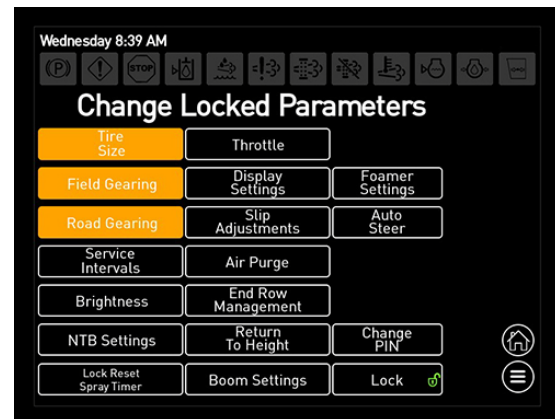 Wednesday 8:39 AM
(P)
STOP
Change Locked Parameters
Tire
Size
Throttle
Field Gearing
Display
Settings
Foamer
Settings
Road Gearing
Slip
Adjustments
Auto
Steer
Service
Intervals
Air Purge
Brightness
End Row
Management
NTB Settings
Return
To Height
Change
PIN
Lock Reset
Spray Timer
Boom Settings
Lock